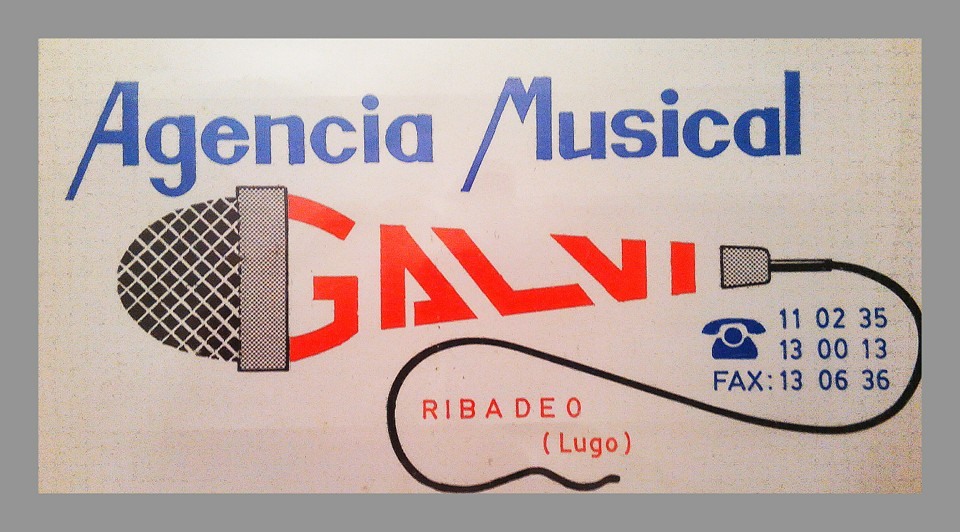 Agencia Musical
GALVI
11 02 35
13 00 13
FAX: 13 06 36
RIBADEO
(Lugo)